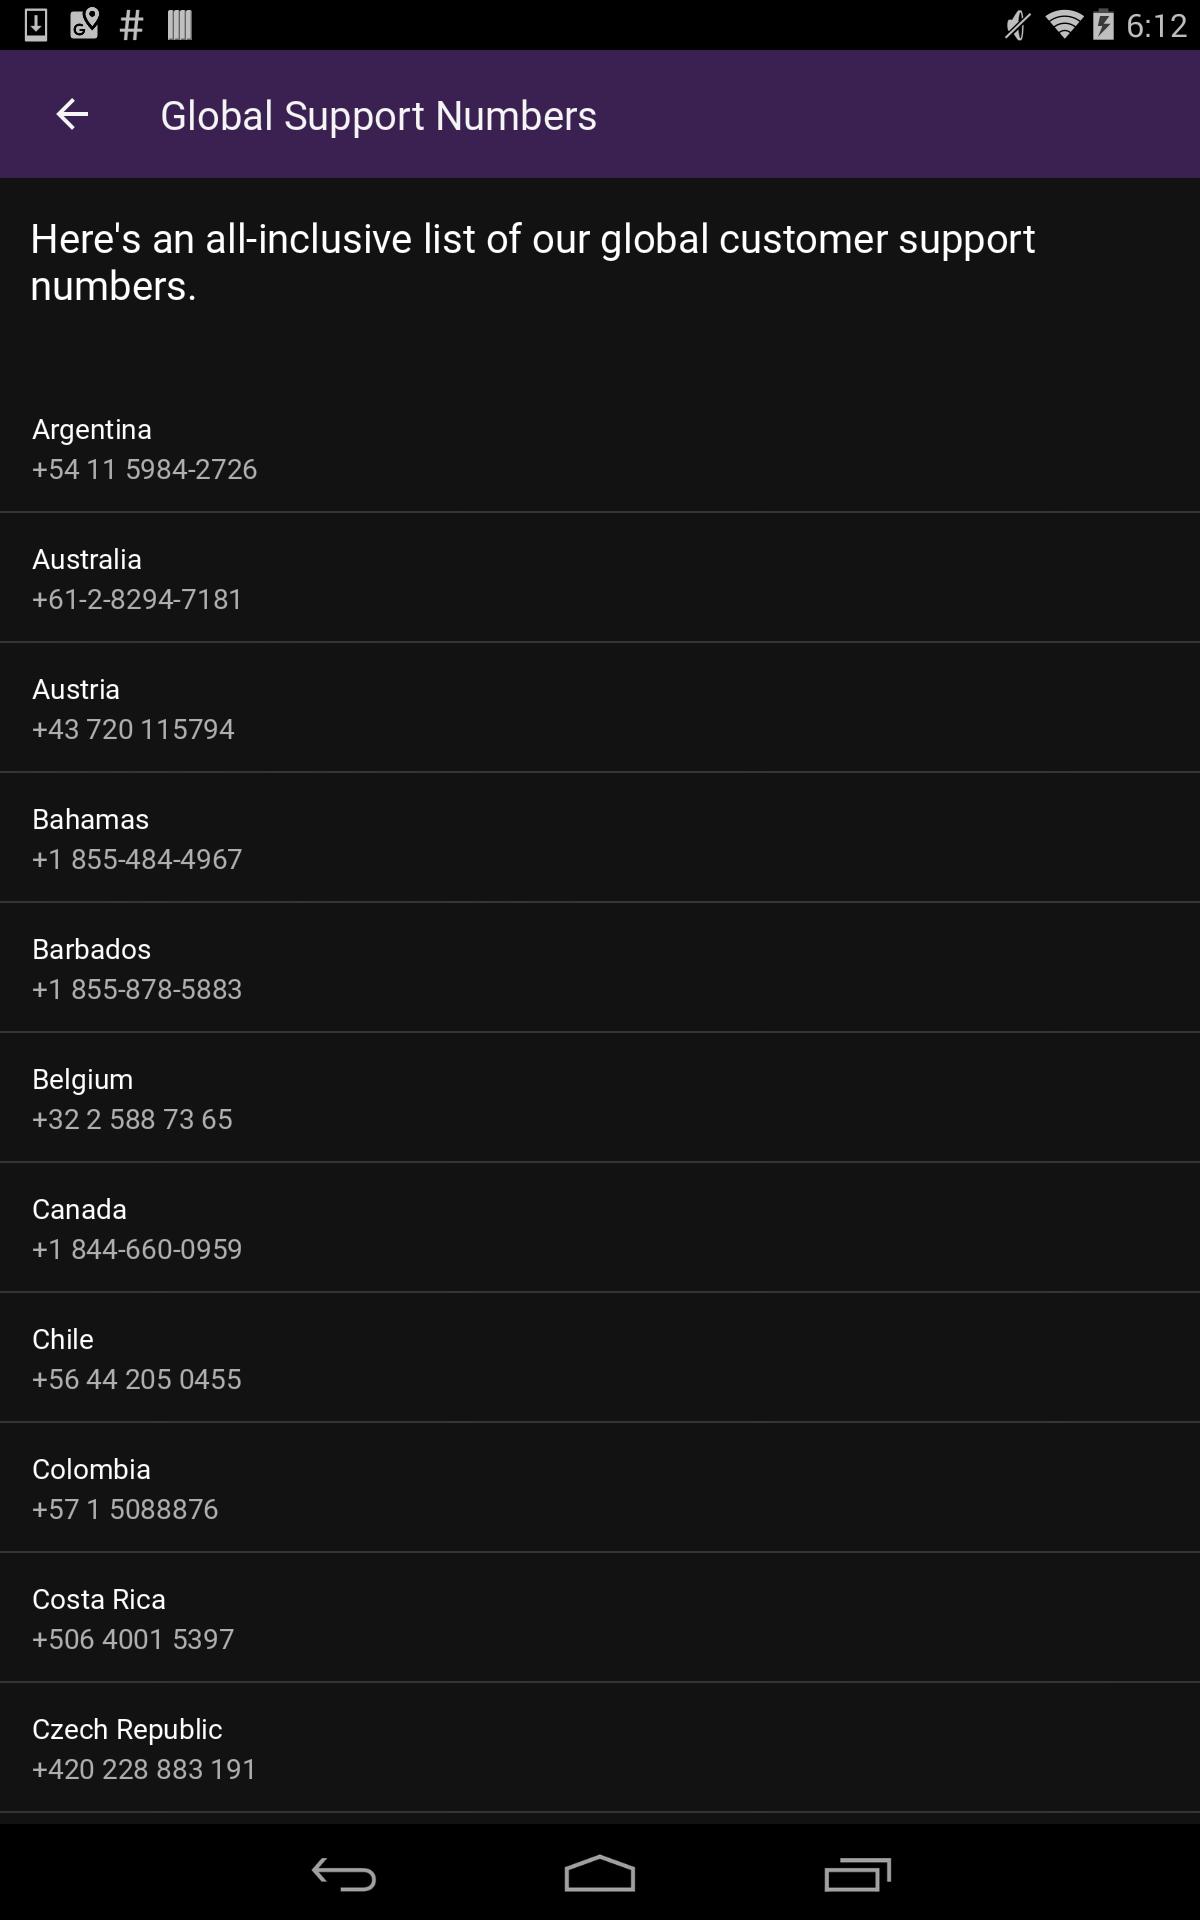 6:12
Global Support Numbers
Here's an all-inclusive list of our global customer support
numbers.
Argentina
+54 11 5984-2726
Australia
+61-2-8294-7181
Austria
+43 720 115794
Bahamas
+1 855-484-4967
Barbados
+1 855-878-5883
Belgium
+32 2 588 73 65
Canada
+1 844-660-0959
Chile
+56 44 205 0455
Colombia
+57 1 5088876
Costa Rica
+506 4001 5397
Czech Republic
+420 228 883 191